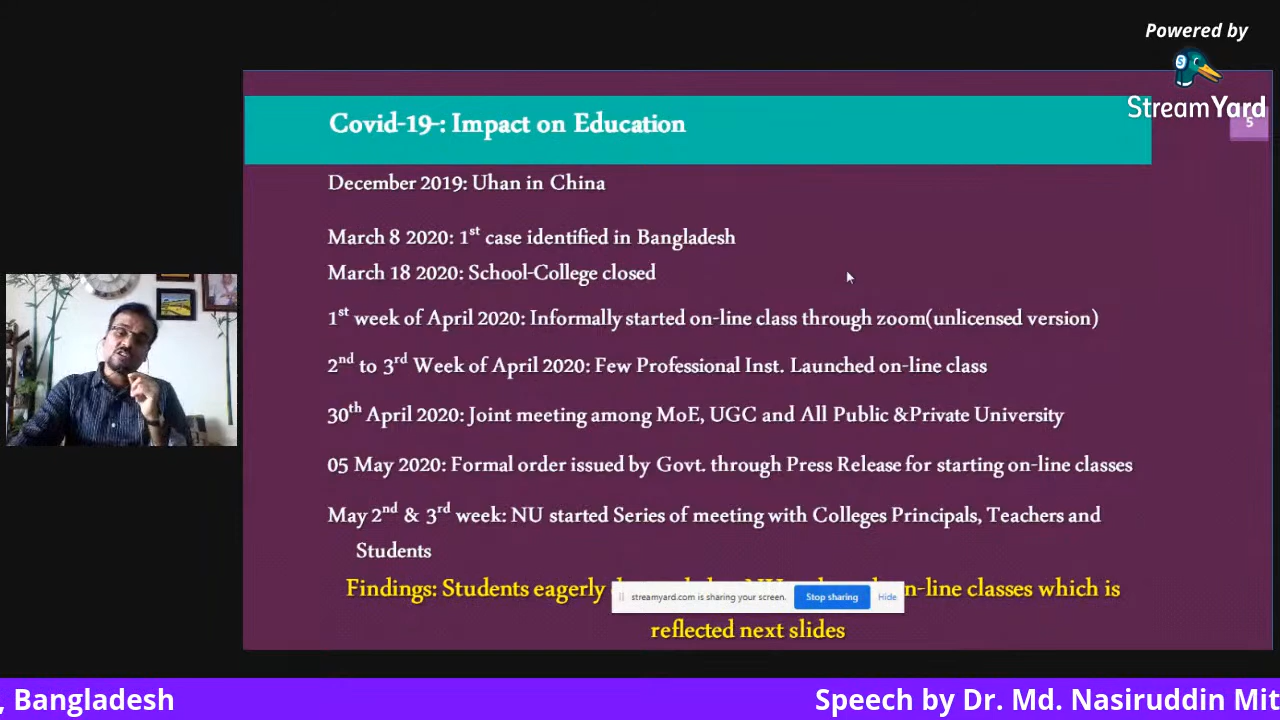 Powered by
StreamYard
5
Covid-19-: Impact on Education
December 2019: Uhan in China
March 8 2020: 1st case identified in Bangladesh
March 18 2020: School-College closed
1st week of April 2020: Informally started on-line class through zoom(unlicensed version)
2nd to 3rd Week of April 2020: Few Professional Inst. Launched on-line class
30th April 2020: Joint meeting among MoE, UGC and All Public &Private University
05 May 2020: Formal order issued by Govt. through Press Release for starting on-line classes
May 2nd & 3rd week: NU started Series of meeting with Colleges Principals, Teachers and
Students
Findings: Students eagerly n-line classes which is
streamyard.com is sharing your screen. Stop sharing Hide
reflected next slides
, Bangladesh Speech by Dr. Md. Nasiruddin Mit